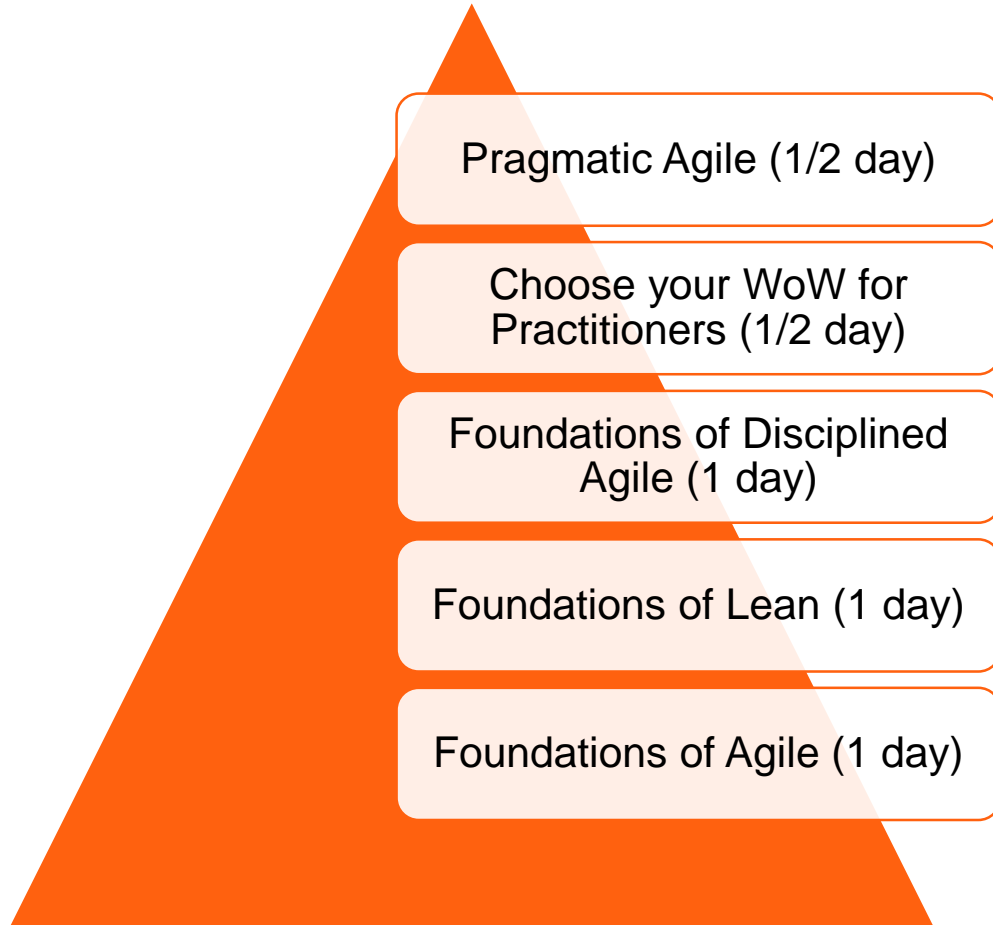 Pragmatic Agile (1/2 day)
Choose your WoW for
Practitioners (1/2 day)
Foundations of Disciplined
Agile (1 day)
Foundations of Lean (1 day)
Foundations of Agile (1 day)